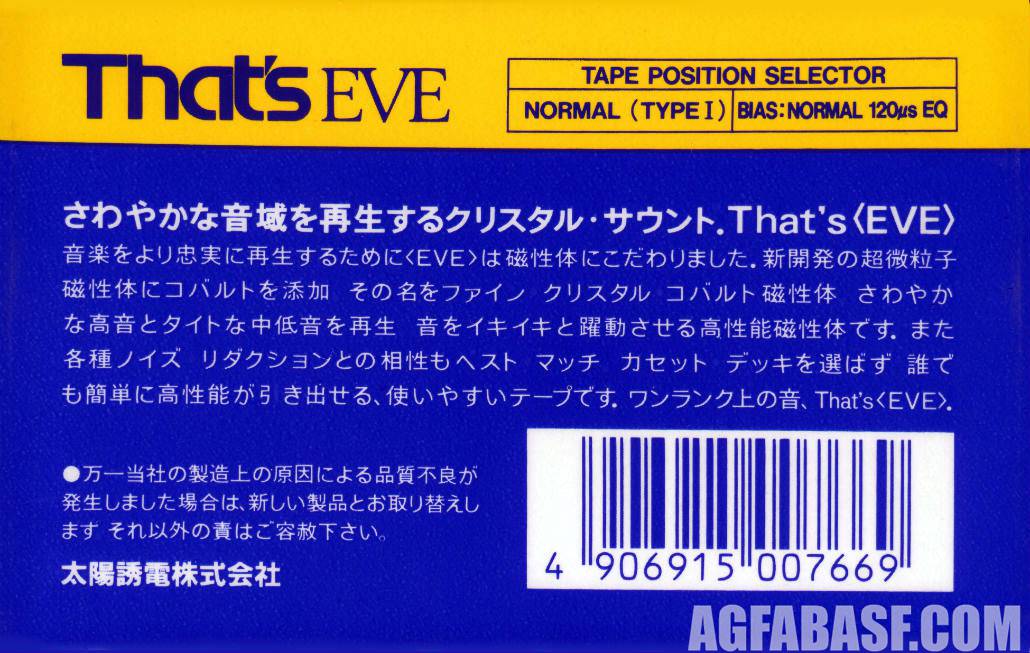 That's EVE
TAPE POSITION SELECTOR
NORMAL (TYPE I) BIAS: NORMAL 120µs EQ
さわやかな音域を再生するクリスタル・サウンド.That's〈EVE〉
音楽をより忠実に再生するために〈EVE〉は磁性体にこだわりました.新開発の超微粒子
磁性体にコバルトを添加 その名をファイン クリスタル コバルト磁性体 さわやか
な高音とタイトな中低音を再生 音をイキイキと躍動させる高性能磁性体です.また
各種ノイズ リダクションとの相性もベスト マッチ カセット デッキを選ばず 誰で
も簡単に高性能が引き出せる、使いやすいテープです.ワンランク上の音、That's〈EVE〉.
●万一当社の製造上の原因による品質不良が
発生しました場合は、新しい製品とお取り替えし
ます それ以外の責はご容赦下さい。
太陽誘電株式会社
4 906915 007669
AGFABASF.COM